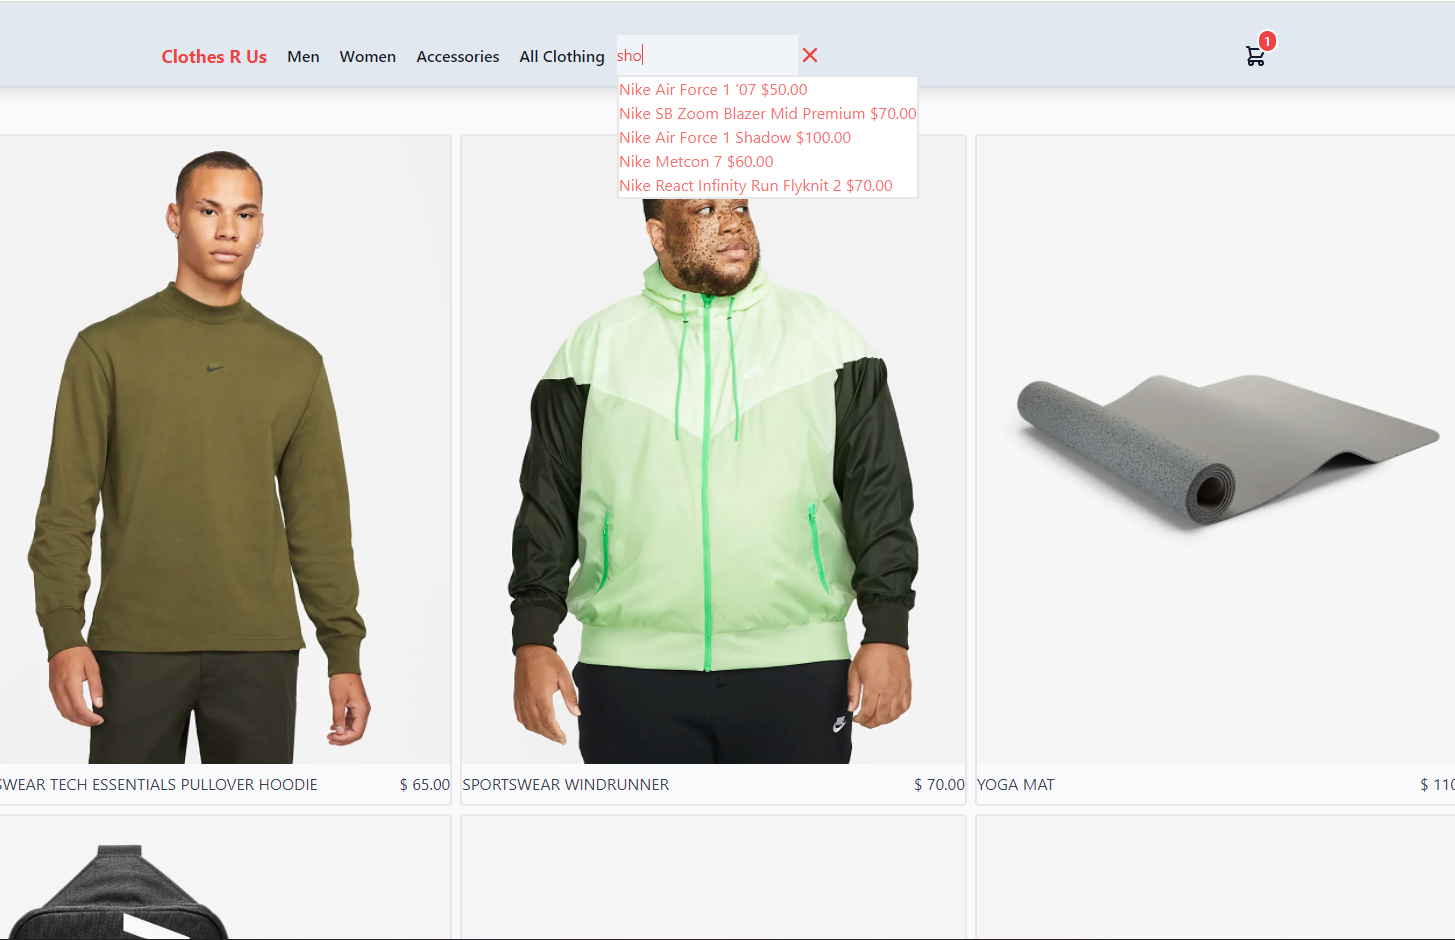 Clothes R Us Men Women Accessories All Clothing sho 1
Nike Air Force 1 '07 $50.00
Nike SB Zoom Blazer Mid Premium $70.00
Nike Air Force 1 Shadow $100.00
Nike Metcon 7 $60.00
Nike React Infinity Run Flyknit 2 $70.00
SWEAR TECH ESSENTIALS PULLOVER HOODIE $ 65.00
SPORTSWEAR WINDRUNNER $ 70.00
YOGA MAT $ 110